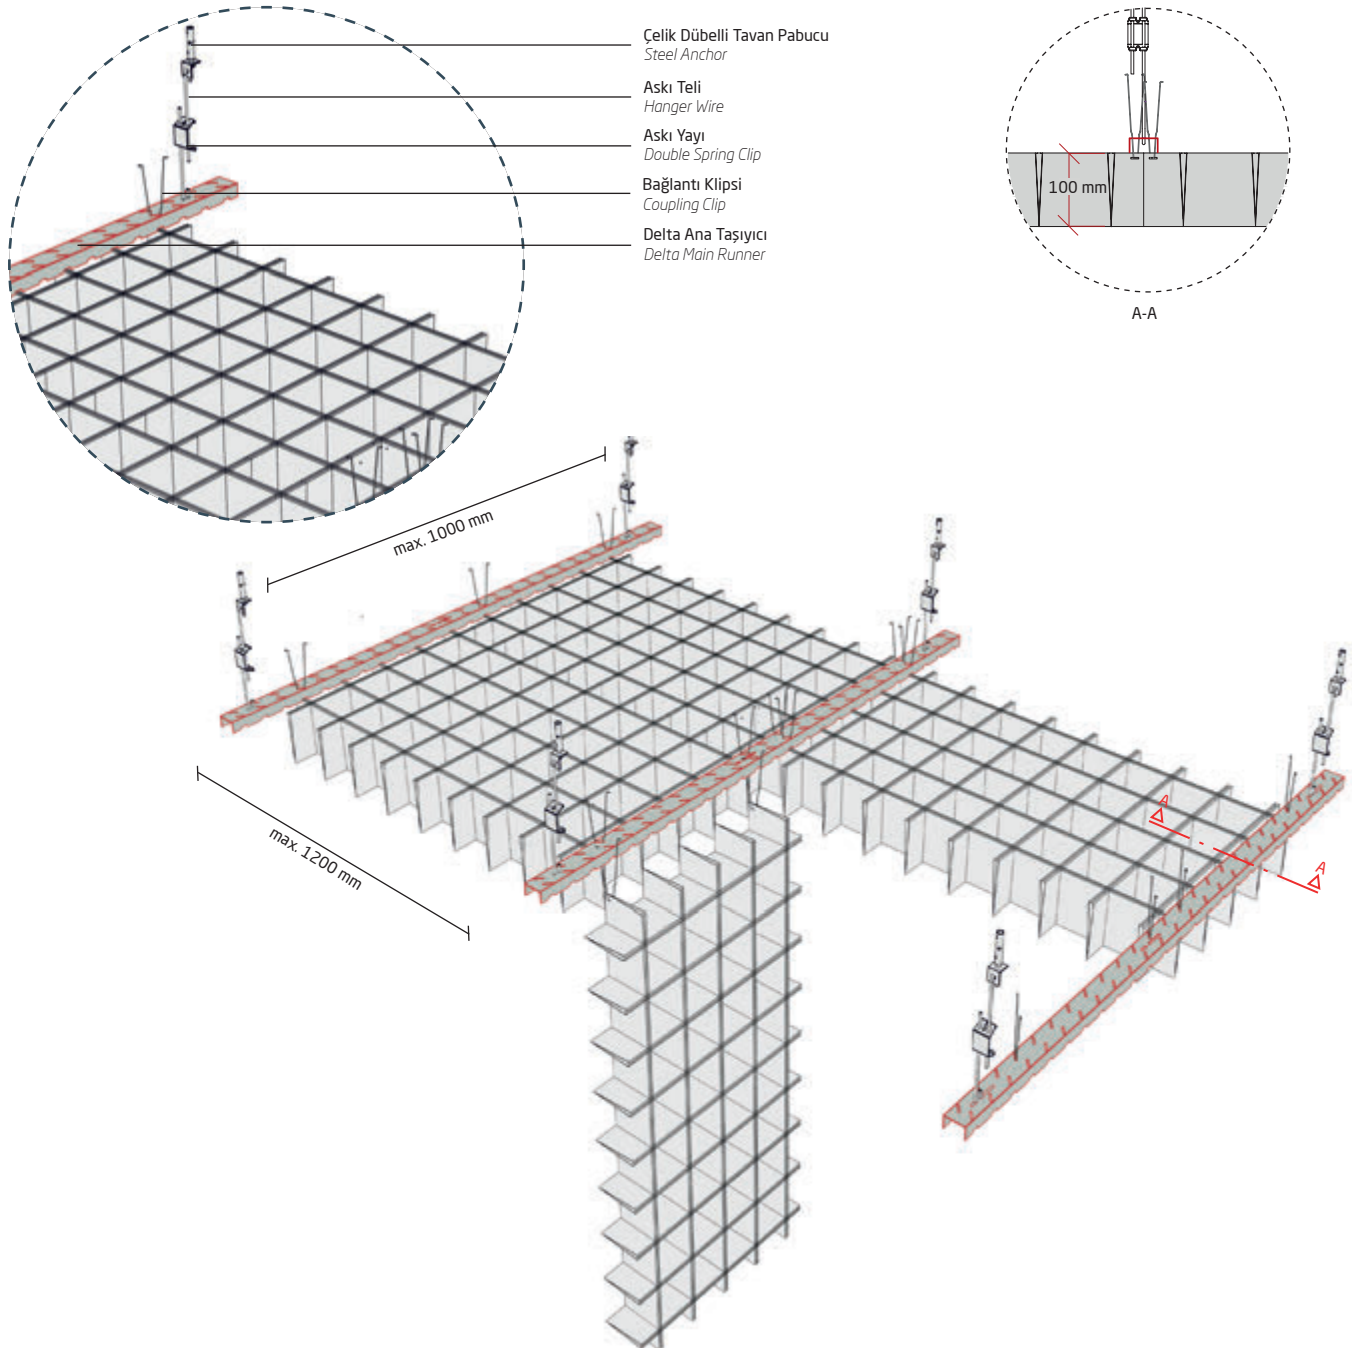 Çelik Dübelli Tavan Pabucu
Steel Anchor
Askı Teli
Hanger Wire
Askı Yayı
Double Spring Clip
Bağlantı Klipsi
Coupling Clip
Delta Ana Taşıyıcı
Delta Main Runner
100 mm
A-A
max. 1000 mm
max. 1200 mm
A
A